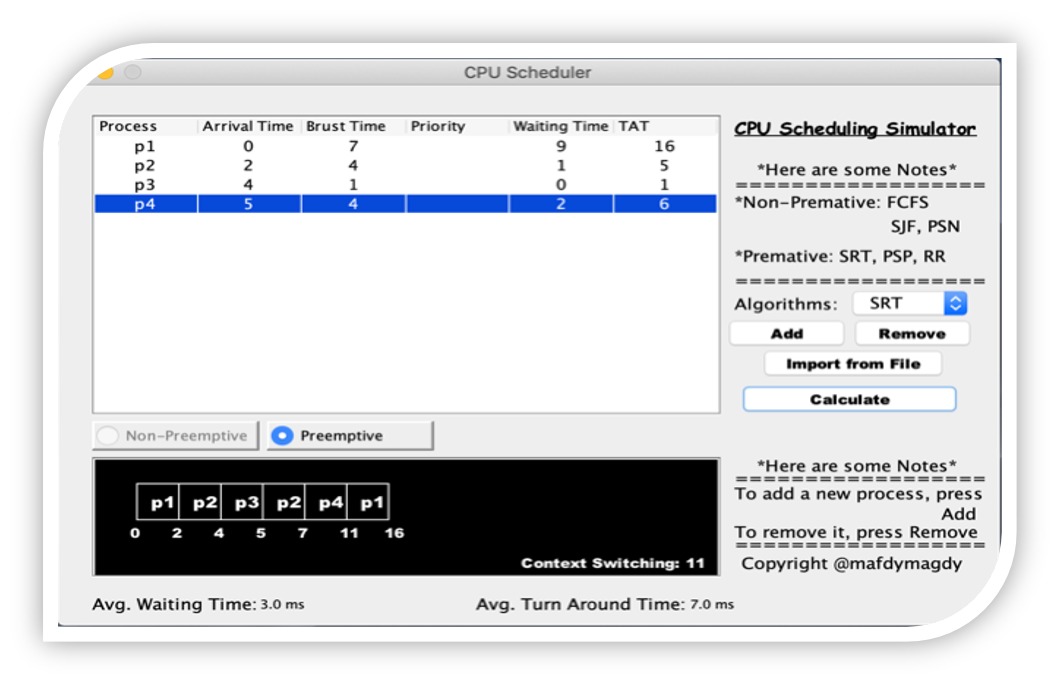 CPU Scheduler
Process Arrival Time Brust Time Priority Waiting Time TAT
p1 0 7 9 16
p2 2 4 1 5
p3 4 1 0 1
p4 5 4 2 6
CPU Scheduling Simulator
*Here are some Notes*
==================
*Non-Premative: FCFS
SJF, PSN
*Premative: SRT, PSP, RR
==================
Algorithms: SRT
Add Remove
Import from File
Calculate
Non-Preemptive Preemptive
p1 p2 p3 p2 p4 p1
0 2 4 5 7 11 16
Context Switching: 11
*Here are some Notes*
==================
To add a new process, press
Add
To remove it, press Remove
==================
Copyright @mafdymagdy
Avg. Waiting Time: 3.0 ms Avg. Turn Around Time: 7.0 ms